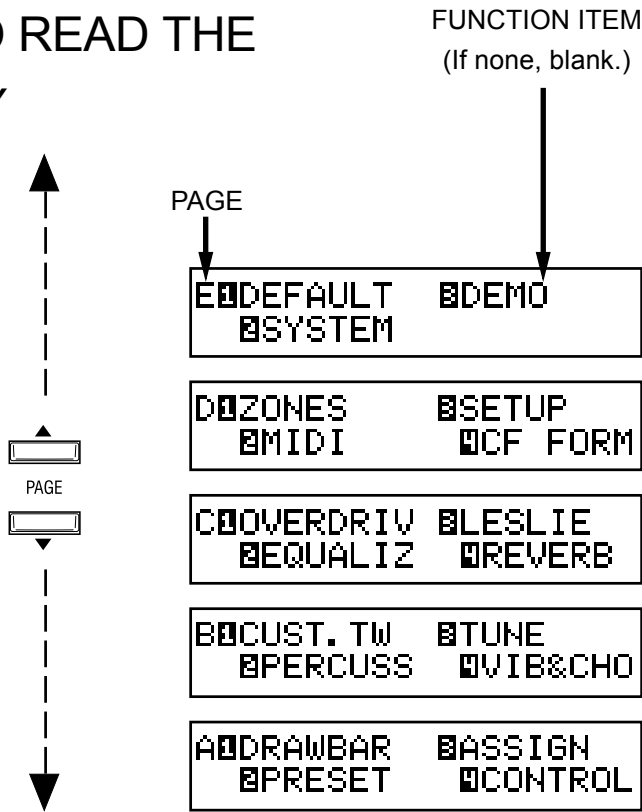 READ THE
FUNCTION ITEM
(If none, blank.)
PAGE
E1DEFAULT 3DEMO
2SYSTEM
D1ZONES 3SETUP
2MIDI 4CF FORM
PAGE
C1OVERDRIV 3LESLIE
2EQUALIZ 4REVERB
B1CUST.TW 3TUNE
2PERCUSS 4VIB&CHO
A1DRAWBAR 3ASSIGN
2PRESET 4CONTROL